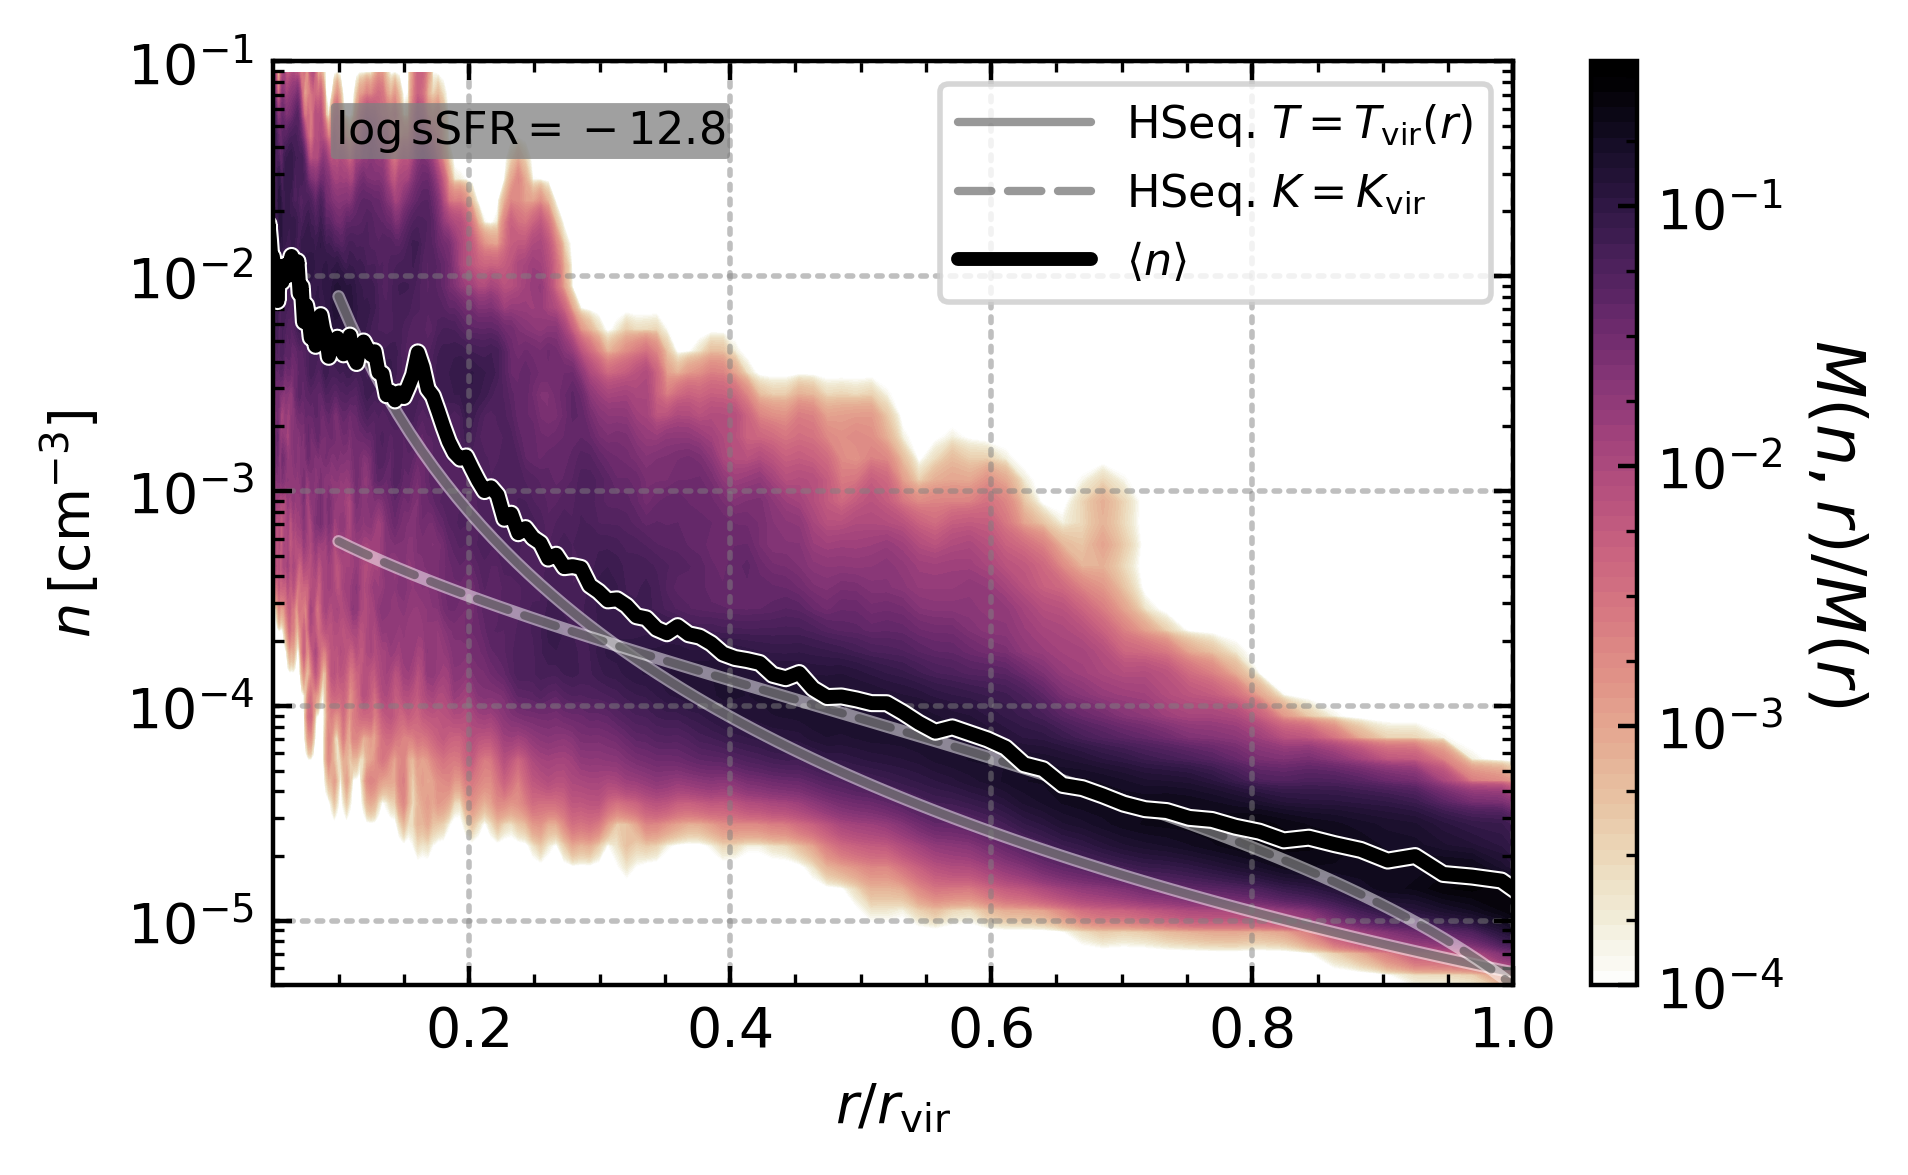 10⁻¹
10⁻²
10⁻³
10⁻⁴
10⁻⁵
n [cm⁻³]
log sSFR = −12.8
HSeq. T = T_vir(r)
HSeq. K = K_vir
⟨n⟩
0.2 0.4 0.6 0.8 1.0
r/r_vir
10⁻¹
10⁻²
10⁻³
10⁻⁴
M(n, r)/M(r)